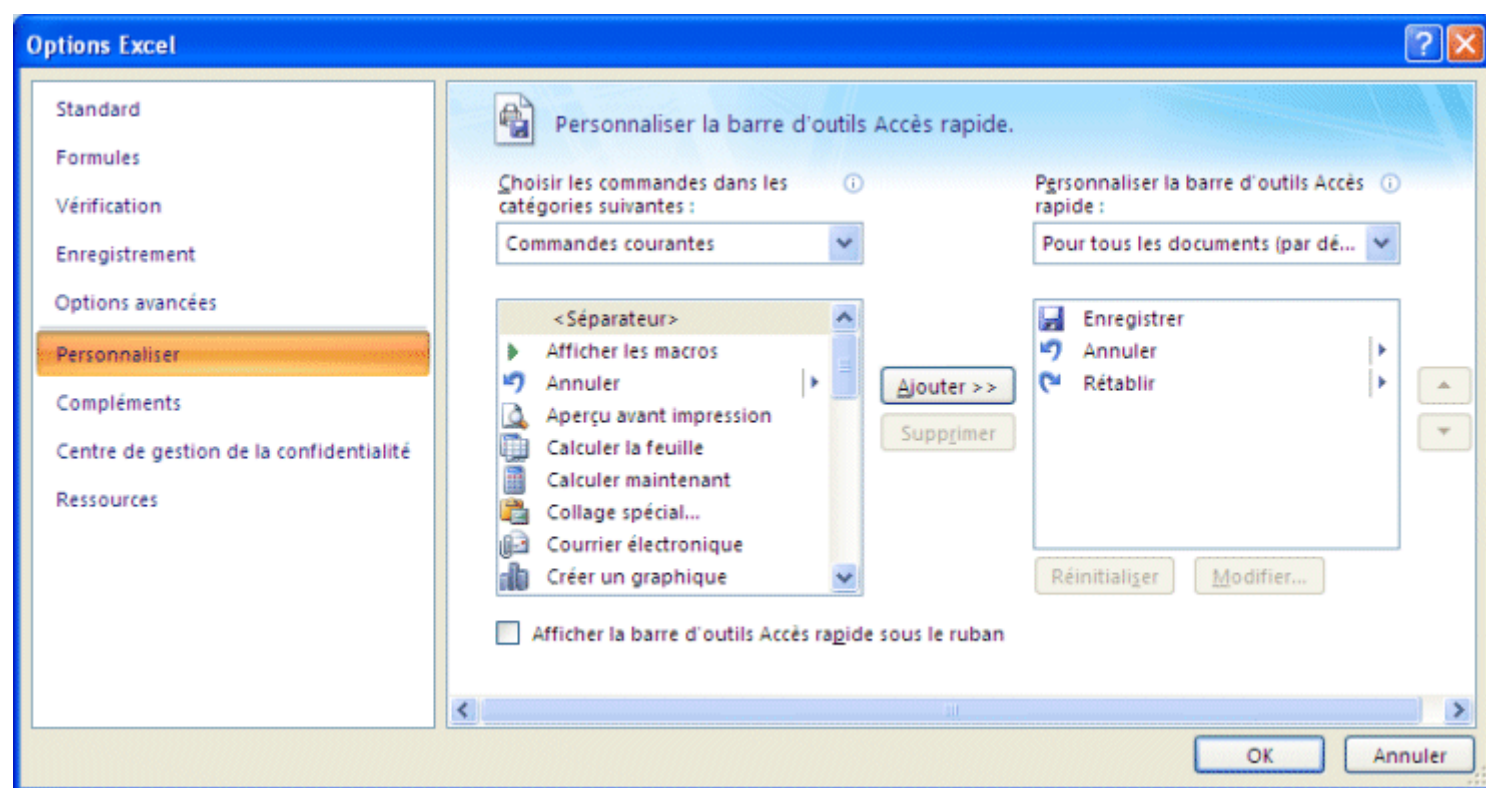 Options Excel
Standard
Formules
Vérification
Enregistrement
Options avancées
Personnaliser
Compléments
Centre de gestion de la confidentialité
Ressources
Personnaliser la barre d'outils Accès rapide.
Choisir les commandes dans les
catégories suivantes :
Commandes courantes
<Séparateur>
Afficher les macros
Annuler
Aperçu avant impression
Calculer la feuille
Calculer maintenant
Collage spécial...
Courrier électronique
Créer un graphique
Ajouter >>
Supprimer
Personnaliser la barre d'outils Accès
rapide :
Pour tous les documents (par dé...
Enregistrer
Annuler
Rétablir
Réinitialiser
Modifier...
Afficher la barre d'outils Accès rapide sous le ruban
OK
Annuler